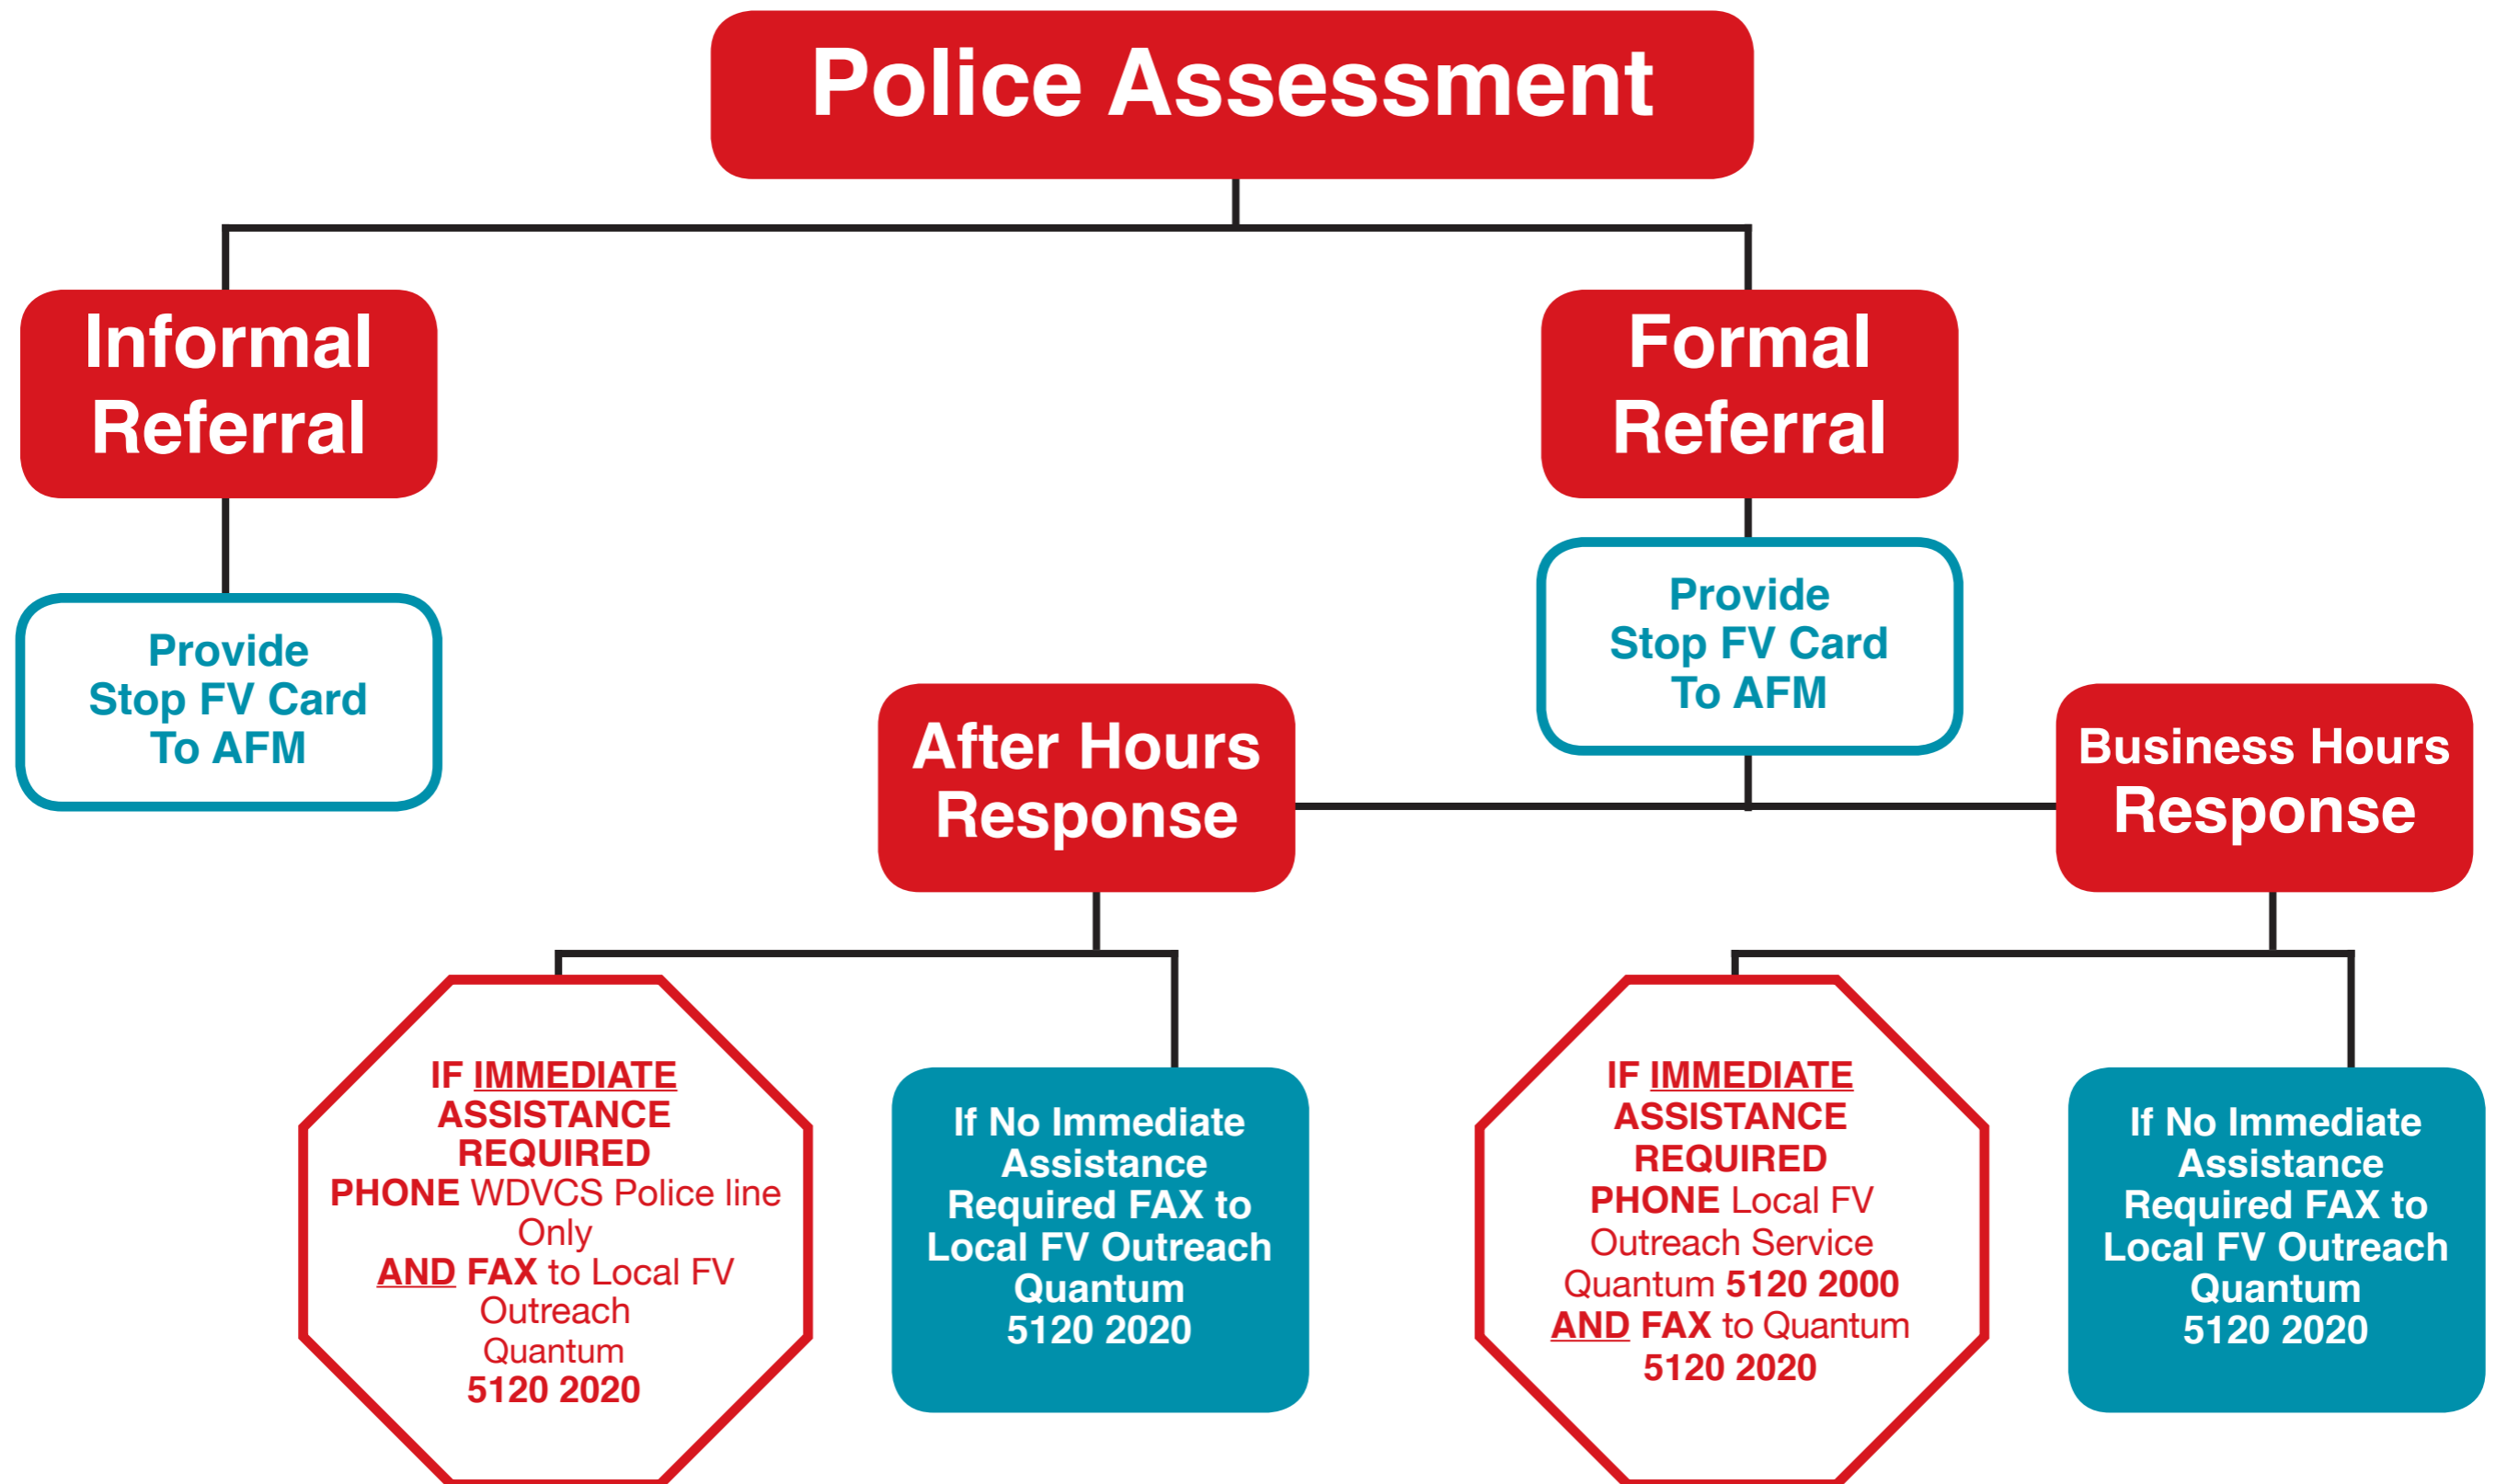 Police Assessment
Informal
Referral
Formal
Referral
Provide
Stop FV Card
To AFM
Provide
Stop FV Card
To AFM
After Hours
Response
Business Hours
Response
IF IMMEDIATE
ASSISTANCE
REQUIRED
PHONE WDVCS Police line
Only
AND FAX to Local FV
Outreach
Quantum
5120 2020
If No Immediate
Assistance
Required FAX to
Local FV Outreach
Quantum
5120 2020
IF IMMEDIATE
ASSISTANCE
REQUIRED
PHONE Local FV
Outreach Service
Quantum 5120 2000
AND FAX to Quantum
5120 2020
If No Immediate
Assistance
Required FAX to
Local FV Outreach
Quantum
5120 2020